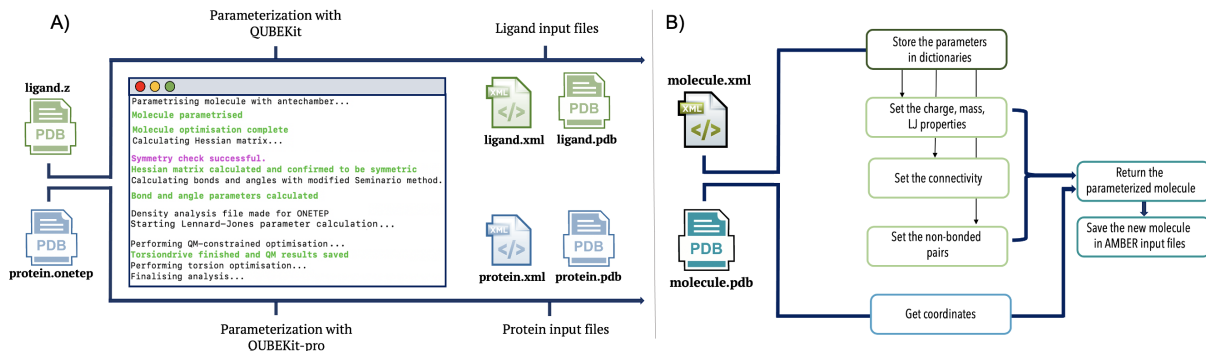 A)
Parameterization with
QUBEKit
Ligand input files
ligand.z
PDB
Parametrising molecule with antechamber...
Molecule parametrised
Molecule optimisation complete
Calculating Hessian matrix...
Symmetry check successful.
Hessian matrix calculated and confirmed to be symmetric
Calculating bonds and angles with modified Seminario method.
Bond and angle parameters calculated
Density analysis file made for ONETEP
Starting Lennard-Jones parameter calculation...
Performing QM-constrained optimisation...
Torsiondrive finished and QM results saved
Performing torsion optimisation...
Finalising analysis...
XML
</>
ligand.xml
PDB
ligand.pdb
PDB
protein.onetep
XML
</>
protein.xml
PDB
protein.pdb
Parameterization with
QUBEKit-pro
Protein input files
B)
molecule.xml
XML
</>
PDB
molecule.pdb
Store the parameters
in dictionaries
Set the charge, mass,
LJ properties
Set the connectivity
Set the non-bonded
pairs
Get coordinates
Return the
parameterized molecule
Save the new molecule
in AMBER input files